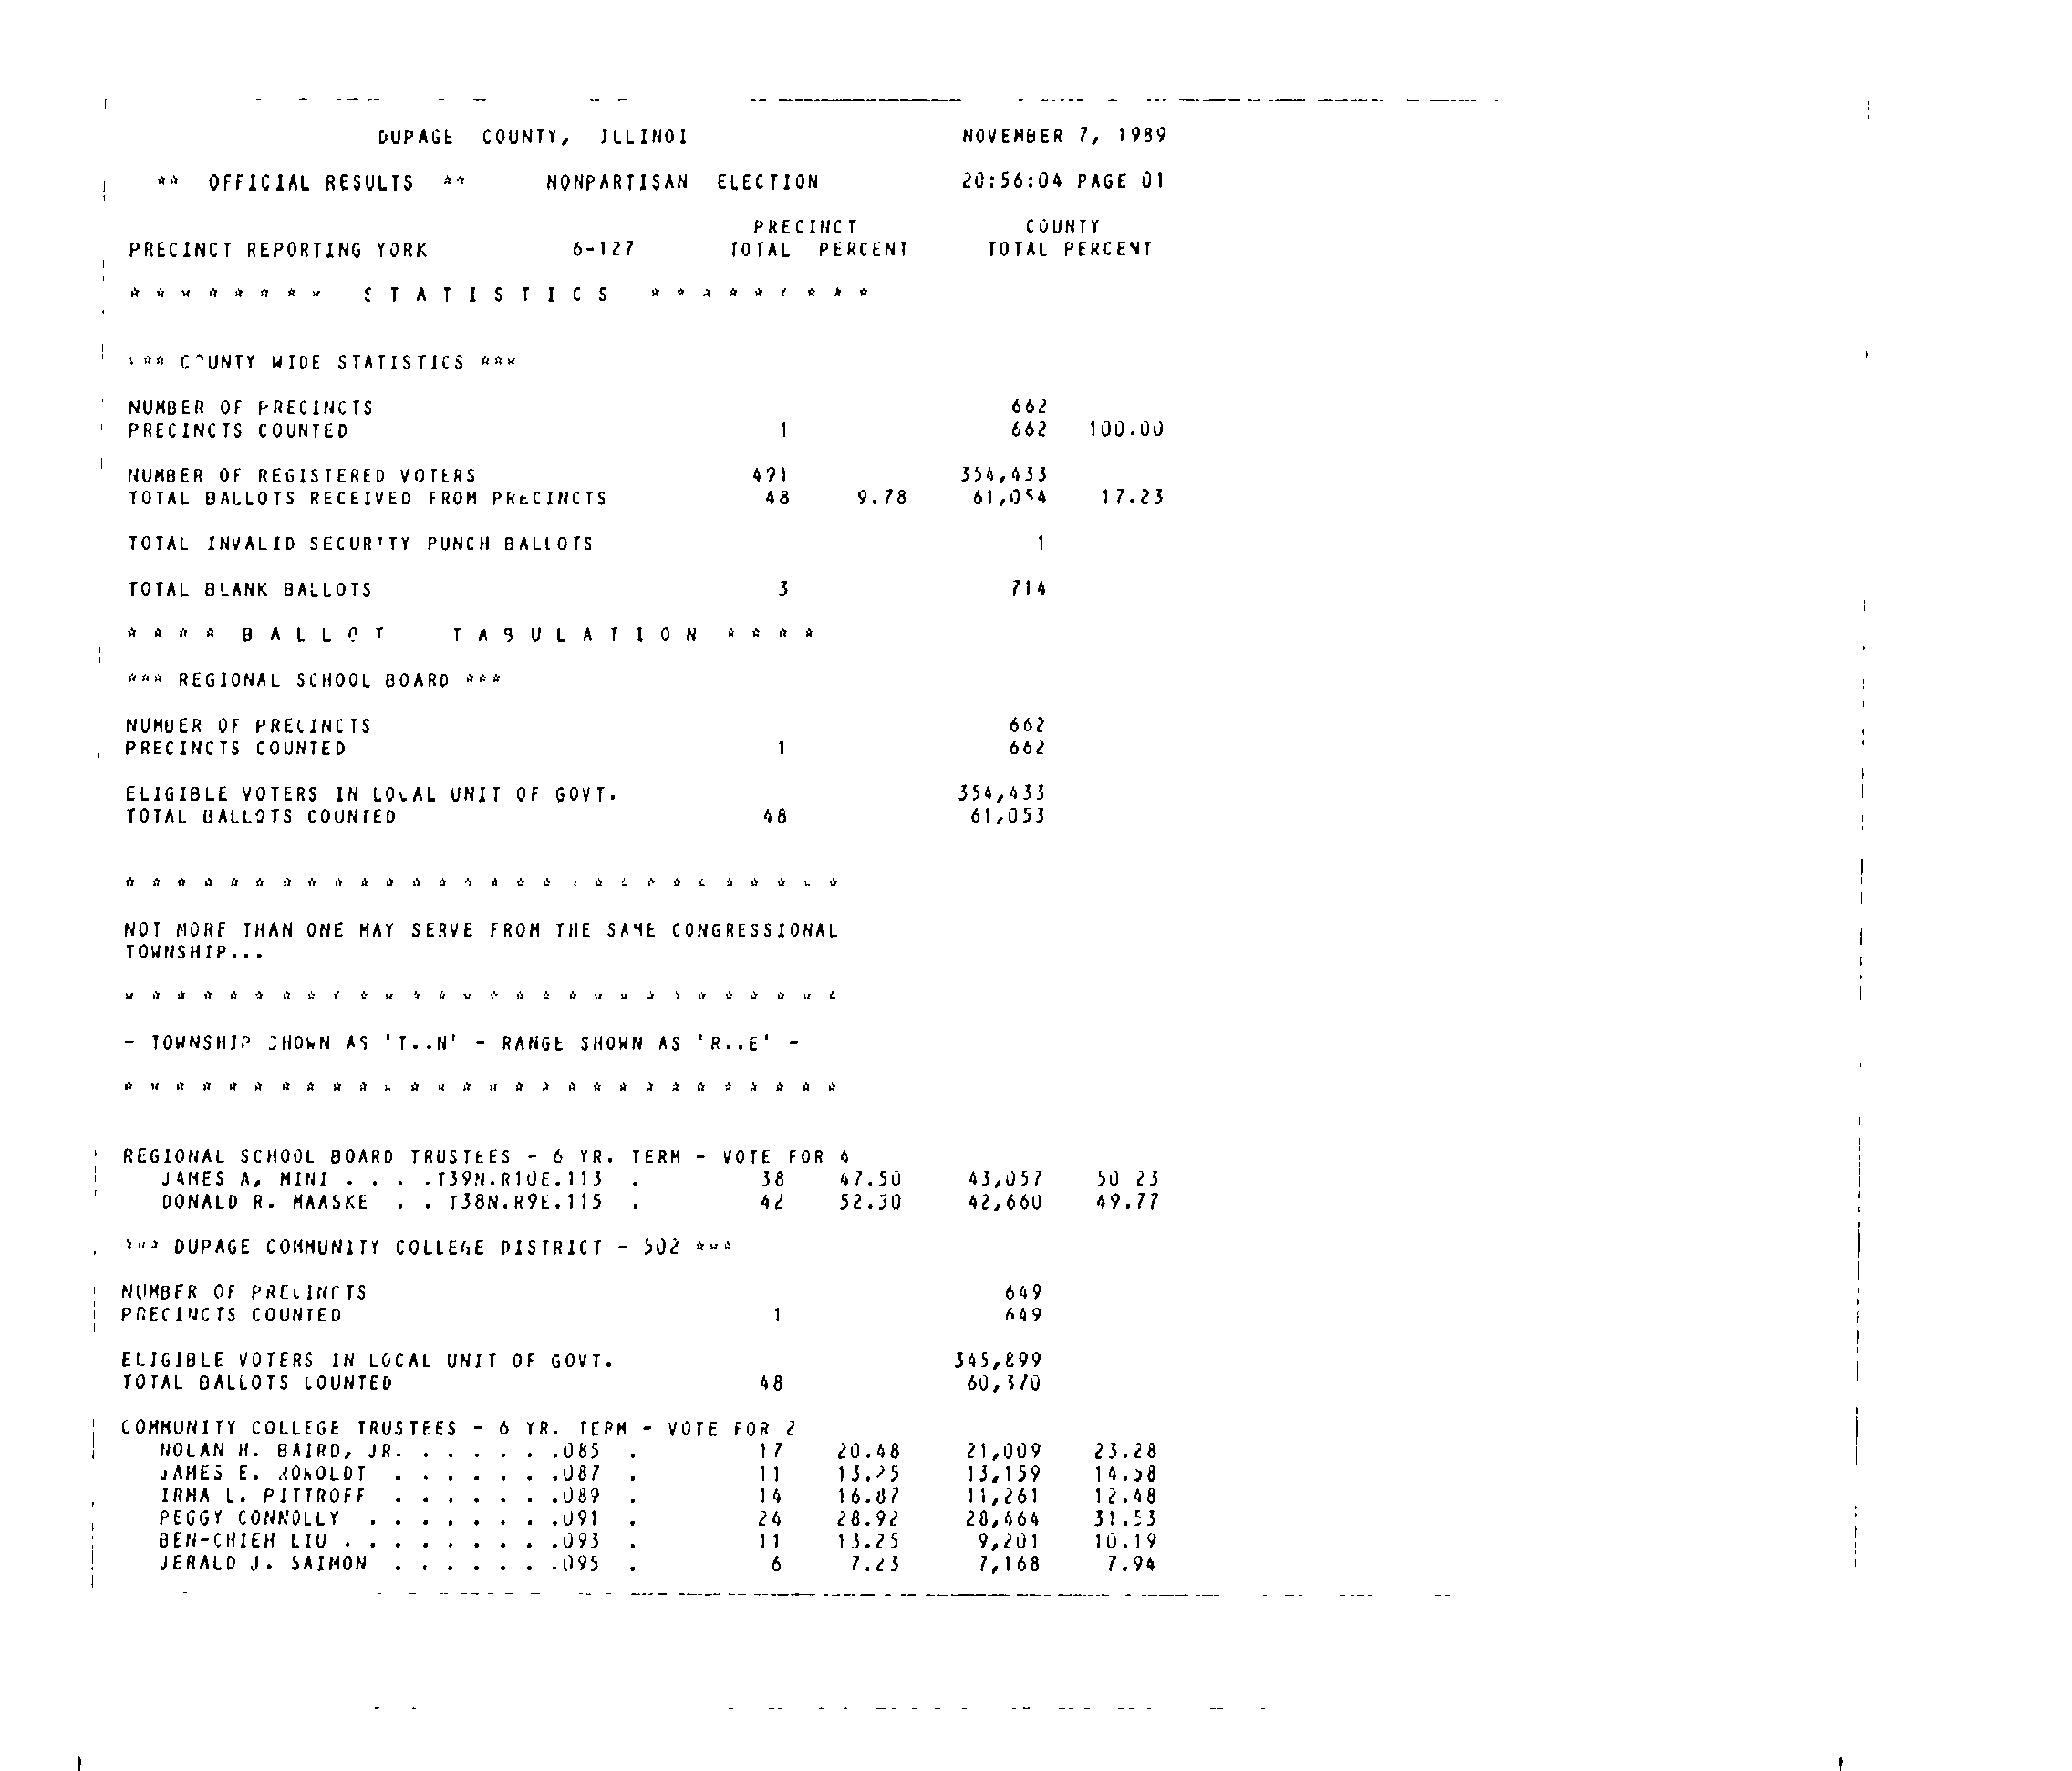 DUPAGE COUNTY, ILLINOI NOVEMBER 7, 1989
** OFFICIAL RESULTS ** NONPARTISAN ELECTION 20:56:04 PAGE 01
PRECINCT COUNTY
PRECINCT REPORTING YORK 6-127 TOTAL PERCENT TOTAL PERCENT
* * * * * * * * S T A T I S T I C S * * * * * * * * *
*** COUNTY WIDE STATISTICS ***
NUMBER OF PRECINCTS 662
PRECINCTS COUNTED 1 662 100.00
NUMBER OF REGISTERED VOTERS 491 354,433
TOTAL BALLOTS RECEIVED FROM PRECINCTS 48 9.78 61,054 17.23
TOTAL INVALID SECURITY PUNCH BALLOTS 1
TOTAL BLANK BALLOTS 3 714
* * * * B A L L O T T A B U L A T I O N * * * *
*** REGIONAL SCHOOL BOARD ***
NUMBER OF PRECINCTS 662
PRECINCTS COUNTED 1 662
ELIGIBLE VOTERS IN LOCAL UNIT OF GOVT. 354,433
TOTAL BALLOTS COUNTED 48 61,053
* * * * * * * * * * * * * * * * * * * * * * * * * * * *
NOT MORE THAN ONE MAY SERVE FROM THE SAME CONGRESSIONAL
TOWNSHIP...
* * * * * * * * * * * * * * * * * * * * * * * * * * * *
- TOWNSHIP SHOWN AS 'T..N' - RANGE SHOWN AS 'R..E' -
* * * * * * * * * * * * * * * * * * * * * * * * * * * *
REGIONAL SCHOOL BOARD TRUSTEES - 6 YR. TERM - VOTE FOR 4
JAMES A, MINI . . . .T39N.R10E.113 . 38 47.50 43,057 50 23
DONALD R. MAASKE . . T38N.R9E.115 . 42 52.50 42,660 49.77
*** DUPAGE COMMUNITY COLLEGE DISTRICT - 502 ***
NUMBER OF PRECINCTS 649
PRECINCTS COUNTED 1 649
ELIGIBLE VOTERS IN LOCAL UNIT OF GOVT. 345,899
TOTAL BALLOTS COUNTED 48 60,370
COMMUNITY COLLEGE TRUSTEES - 6 YR. TERM - VOTE FOR 2
NOLAN H. BAIRD, JR. . . . . . .085 . 17 20.48 21,009 23.28
JAMES E. ROWOLDT . . . . . . .087 . 11 13.25 13,159 14.58
IRMA L. PITTROFF . . . . . . .089 . 14 16.87 11,261 12.48
PEGGY CONNOLLY . . . . . . . .091 . 24 28.92 28,464 31.53
BEN-CHIEH LIU . . . . . . . . .093 . 11 13.25 9,201 10.19
JERALD J. SAIMON . . . . . . .095 . 6 7.23 7,168 7.94